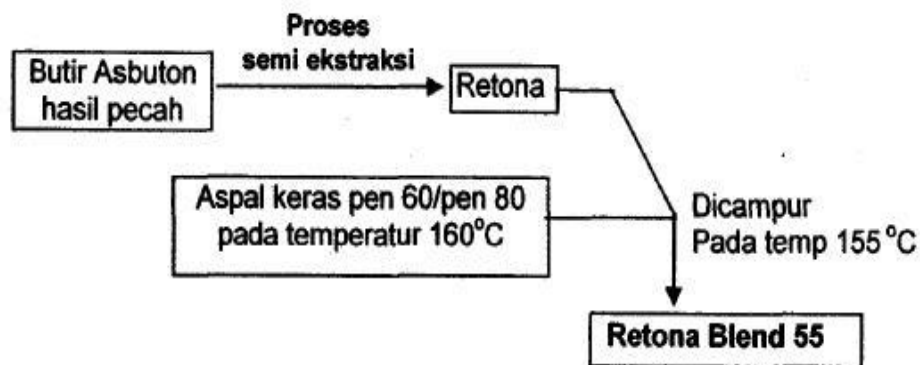 Proses
semi ekstraksi
Butir Asbuton
hasil pecah
Retona
Aspal keras pen 60/pen 80
pada temperatur 160°C
Dicampur
Pada temp 155 °C
Retona Blend 55